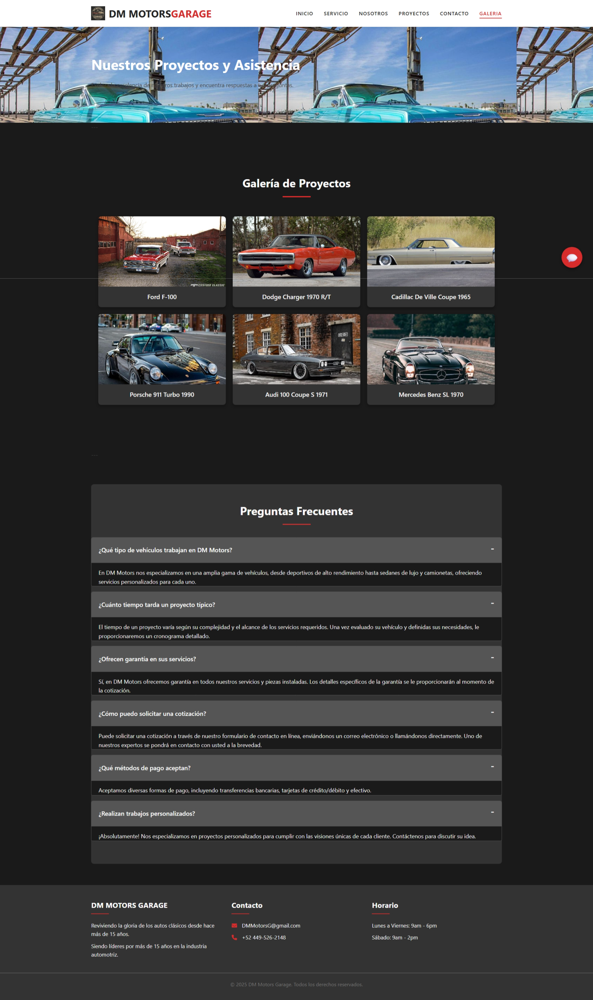 DM MOTORSGARAGE
INICIO SERVICIO NOSOTROS PROYECTOS CONTACTO GALERIA
Nuestros Proyectos y Asistencia
de trabajos y encuentra respuestas a
---
Galería de Proyectos
CUSTOM CLASSIC
Ford F-100
Dodge Charger 1970 R/T
Cadillac De Ville Coupe 1965
Porsche 911 Turbo 1990
Audi 100 Coupe S 1971
Mercedes Benz SL 1970
---
Preguntas Frecuentes
¿Qué tipo de vehículos trabajan en DM Motors? -
En DM Motors nos especializamos en una amplia gama de vehículos, desde deportivos de alto rendimiento hasta sedanes de lujo y camionetas, ofreciendo
servicios personalizados para cada uno.
¿Cuánto tiempo tarda un proyecto típico? -
El tiempo de un proyecto varía según su complejidad y el alcance de los servicios requeridos. Una vez evaluado su vehículo y definidas sus necesidades, le
proporcionaremos un cronograma detallado.
¿Ofrecen garantía en sus servicios? -
Sí, en DM Motors ofrecemos garantía en todos nuestros servicios y piezas instaladas. Los detalles específicos de la garantía se le proporcionarán al momento de
la cotización.
¿Cómo puedo solicitar una cotización? -
Puede solicitar una cotización a través de nuestro formulario de contacto en línea, enviándonos un correo electrónico o llamándonos directamente. Uno de
nuestros expertos se pondrá en contacto con usted a la brevedad.
¿Qué métodos de pago aceptan? -
Aceptamos diversas formas de pago, incluyendo transferencias bancarias, tarjetas de crédito/débito y efectivo.
¿Realizan trabajos personalizados? -
¡Absolutamente! Nos especializamos en proyectos personalizados para cumplir con las visiones únicas de cada cliente. Contáctenos para discutir su idea.
DM MOTORS GARAGE
Reviviendo la gloria de los autos clásicos desde hace
más de 15 años.
Siendo líderes por más de 15 años en la industria
automotriz.
Contacto
DMMotorsG@gmail.com
+52 449-526-2148
Horario
Lunes a Viernes: 9am - 6pm
Sábado: 9am - 2pm
© 2025 DM Motors Garage. Todos los derechos reservados.